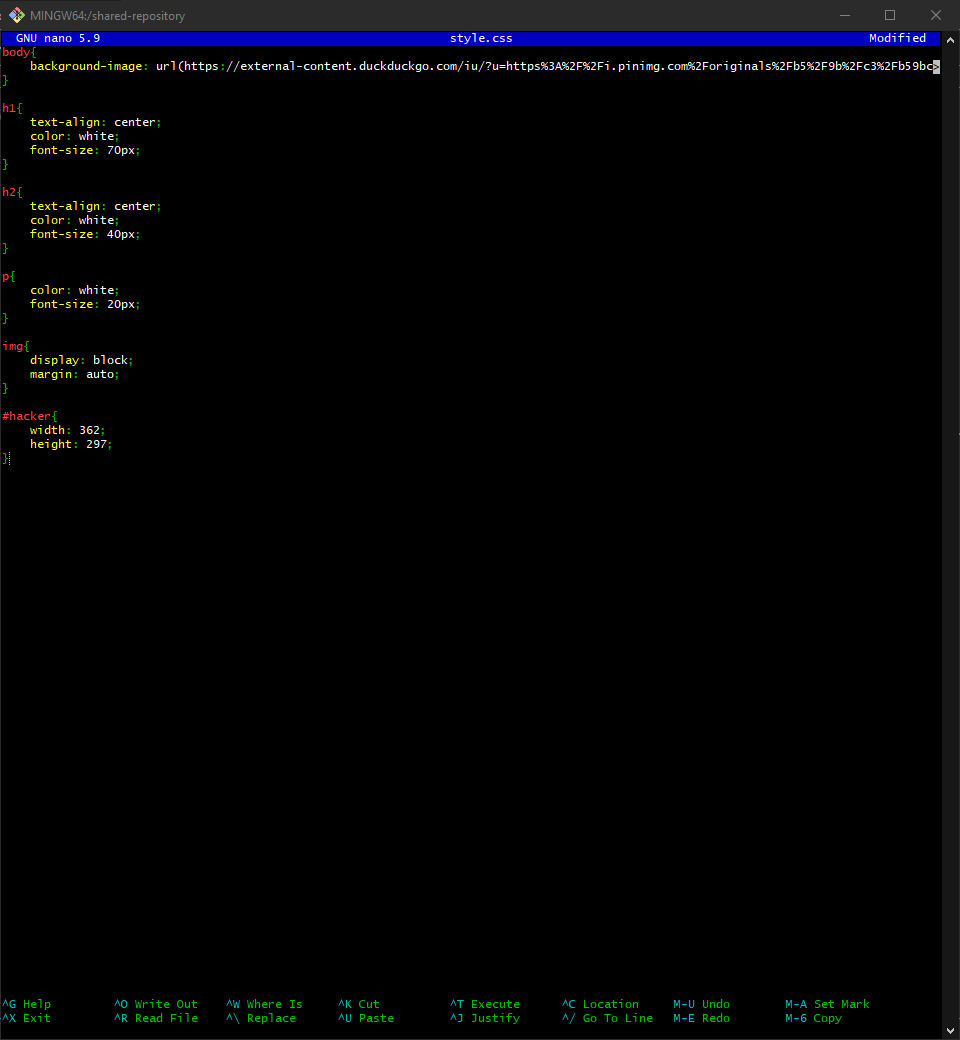 MINGW64:/shared-repository
GNU nano 5.9 style.css Modified
body{
    background-image: url(https://external-content.duckduckgo.com/iu/?u=https%3A%2F%2Fi.pinimg.com%2Foriginals%2Fb5%2F9b%2Fc3%2Fb59bc>
}

h1{
    text-align: center;
    color: white;
    font-size: 70px;
}

h2{
    text-align: center;
    color: white;
    font-size: 40px;
}

p{
    color: white;
    font-size: 20px;
}

img{
    display: block;
    margin: auto;
}

#hacker{
    width: 362;
    height: 297;
}
^G Help ^O Write Out ^W Where Is ^K Cut ^T Execute ^C Location M-U Undo M-A Set Mark
^X Exit ^R Read File ^\ Replace ^U Paste ^J Justify ^/ Go To Line M-E Redo M-6 Copy